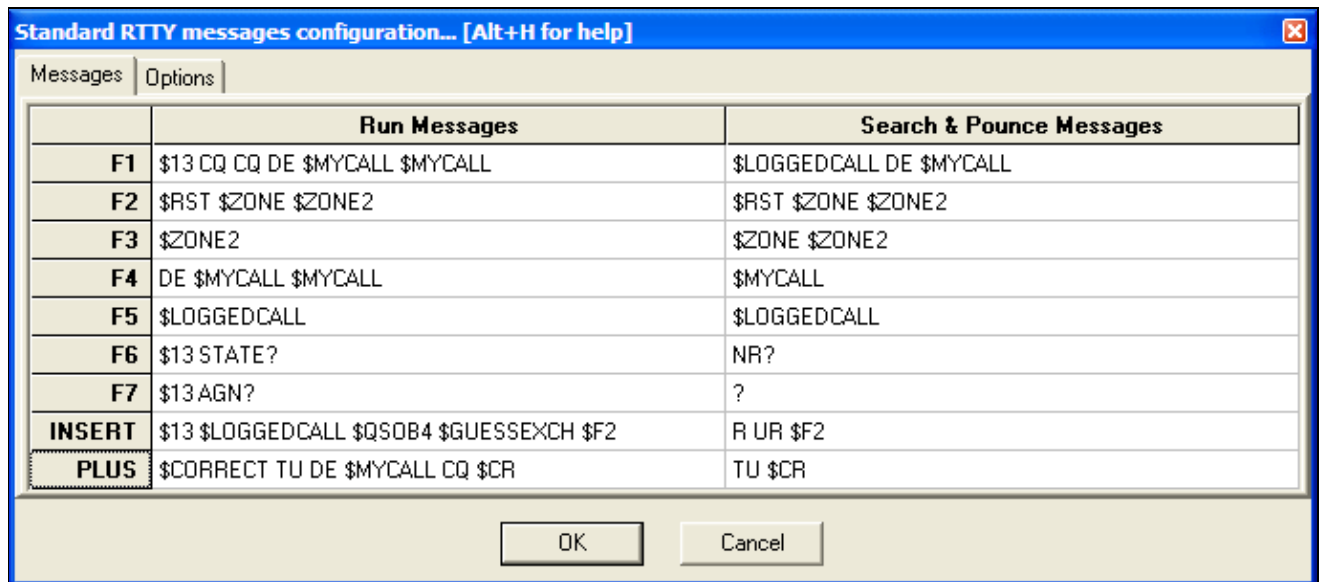 Standard RTTY messages configuration... [Alt+H for help]
Messages Options
Run Messages Search & Pounce Messages
F1 $13 CQ CQ DE $MYCALL $MYCALL $LOGGEDCALL DE $MYCALL
F2 $RST $ZONE $ZONE2 $RST $ZONE $ZONE2
F3 $ZONE2 $ZONE $ZONE2
F4 DE $MYCALL $MYCALL $MYCALL
F5 $LOGGEDCALL $LOGGEDCALL
F6 $13 STATE? NR?
F7 $13 AGN? ?
INSERT $13 $LOGGEDCALL $QSOB4 $GUESSEXCH $F2 R UR $F2
PLUS $CORRECT TU DE $MYCALL CQ $CR TU $CR
OK Cancel